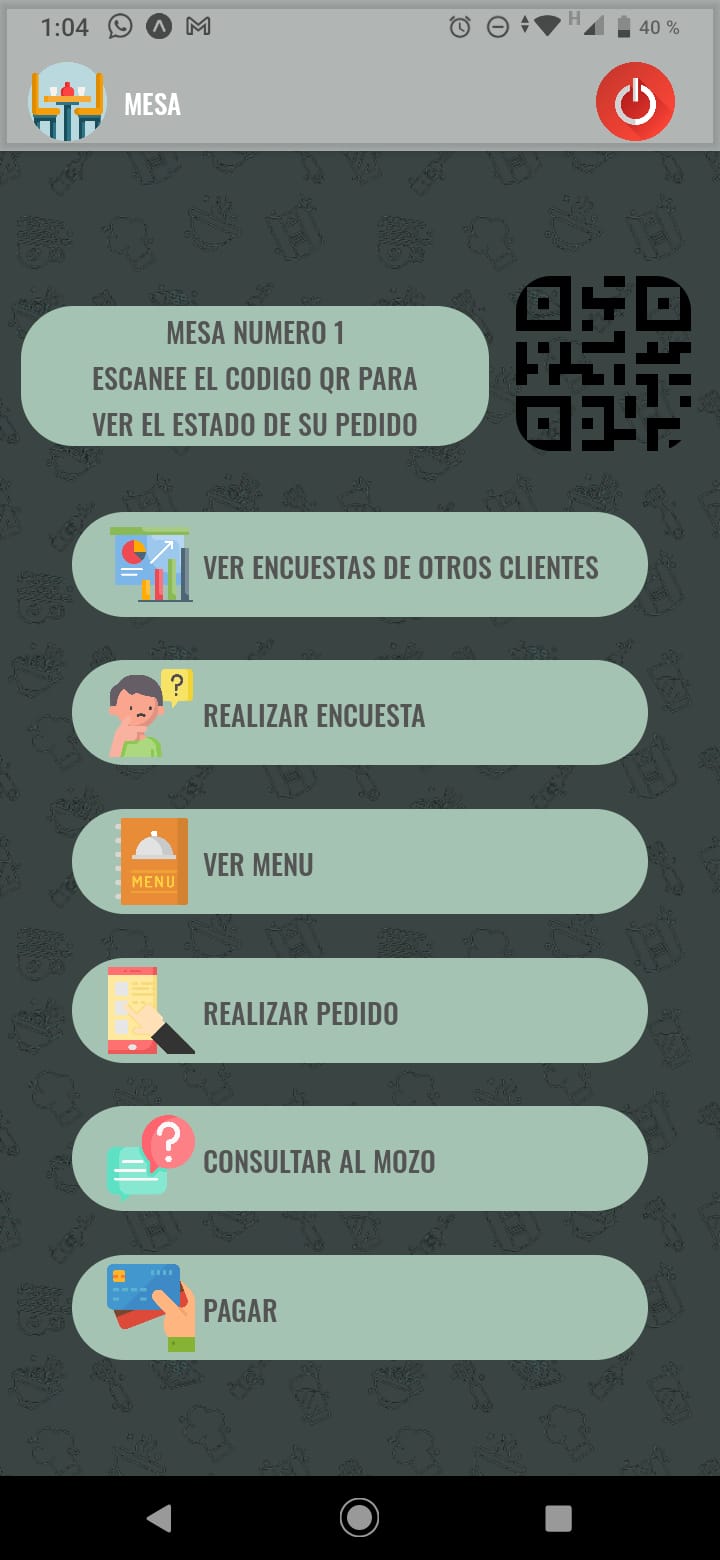 1:04
H
40 %
MESA
MESA NUMERO 1
ESCANEE EL CODIGO QR PARA
VER EL ESTADO DE SU PEDIDO
VER ENCUESTAS DE OTROS CLIENTES
?
REALIZAR ENCUESTA
MENU
VER MENU
REALIZAR PEDIDO
?
CONSULTAR AL MOZO
PAGAR